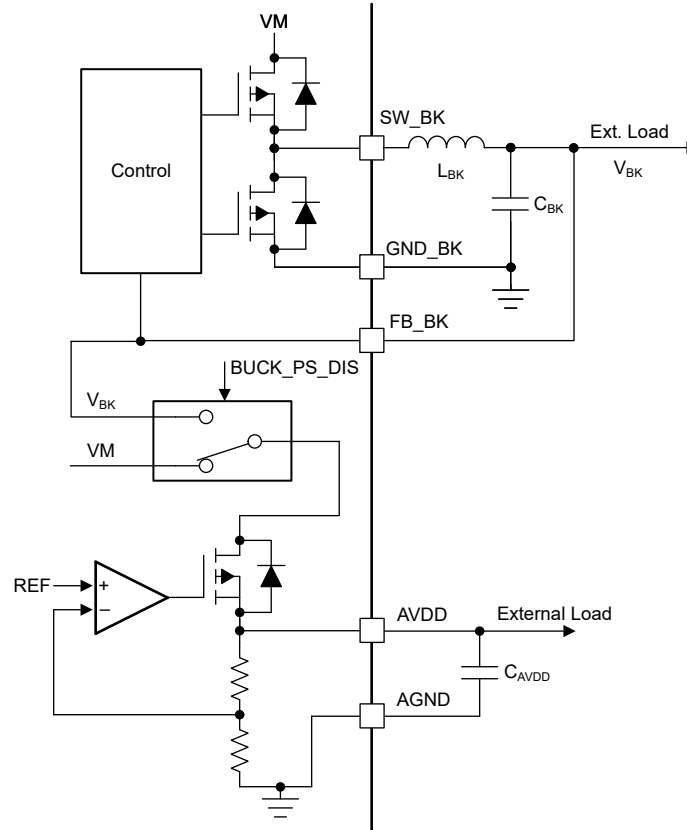 VM
Control
SW_BK
L_BK
Ext. Load
V_BK
C_BK
GND_BK
FB_BK
BUCK_PS_DIS
V_BK
VM
REF
+
–
AVDD
External Load
C_AVDD
AGND